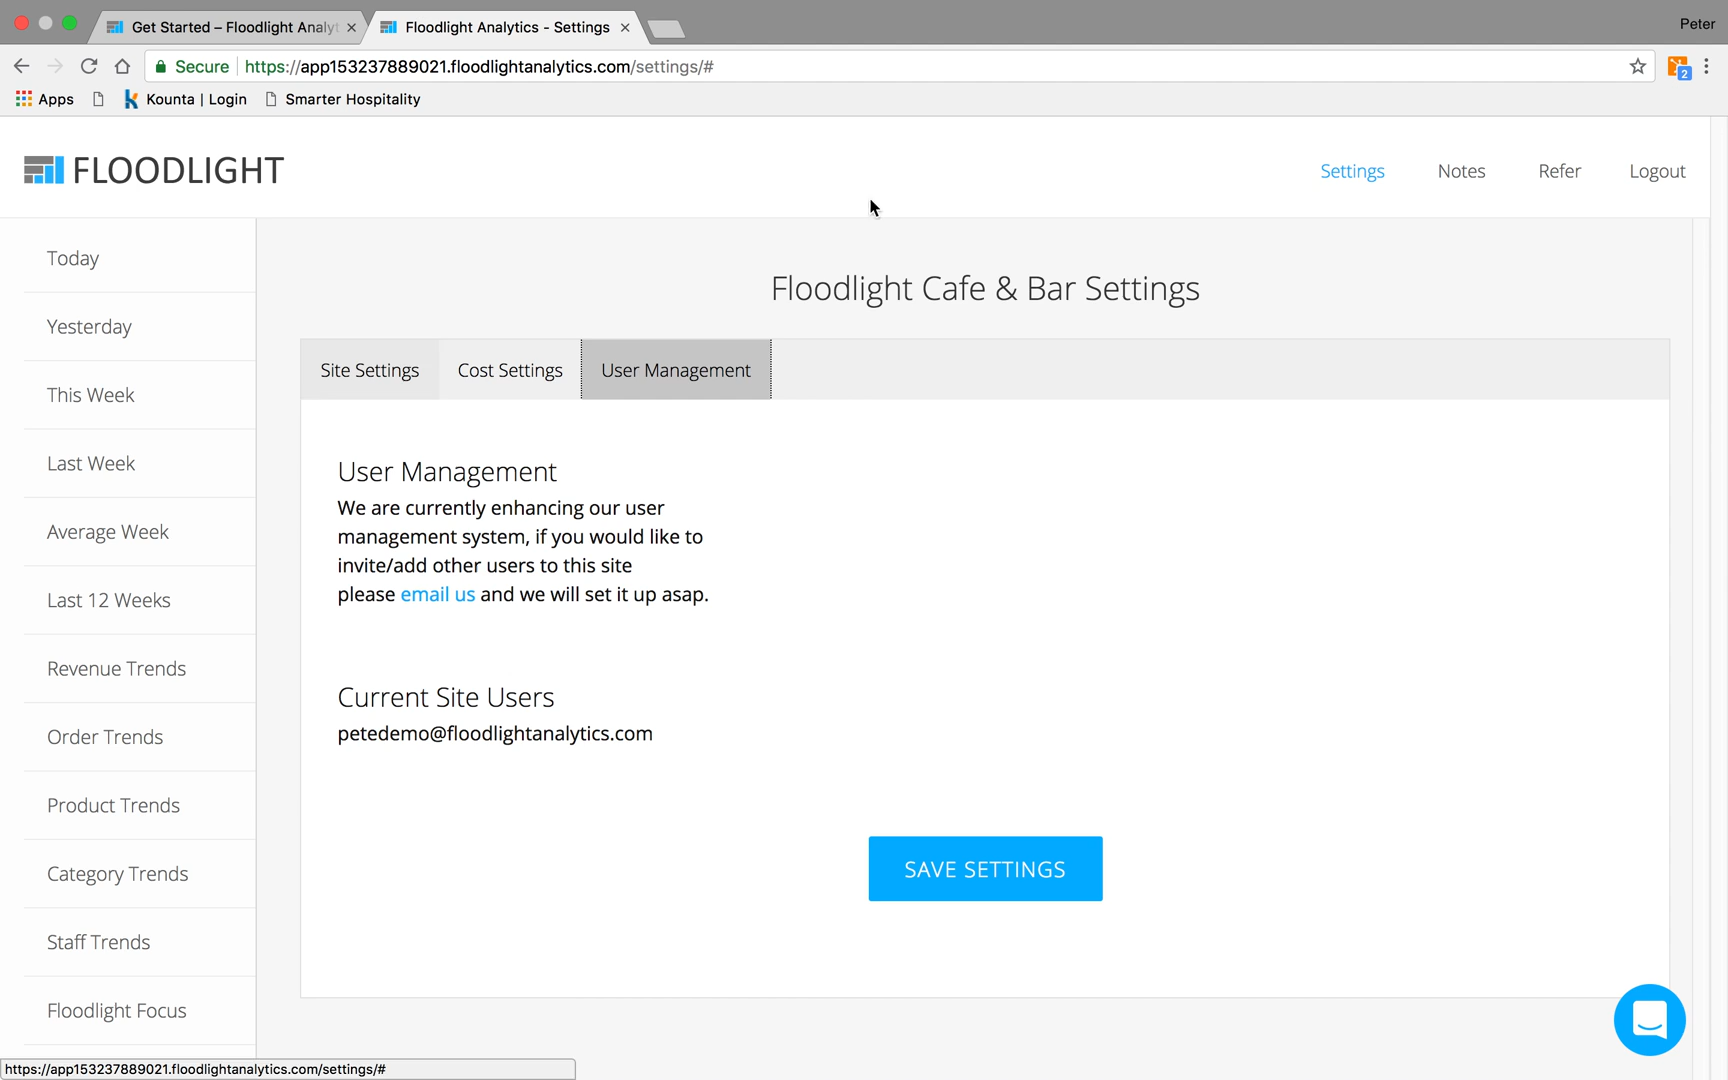 Get Started – Floodlight Analyt
Floodlight Analytics - Settings
Peter
Secure
https://app153237889021.floodlightanalytics.com/settings/#
2
Apps
Kounta | Login
Smarter Hospitality
FLOODLIGHT
Settings
Notes
Refer
Logout
Today
Yesterday
This Week
Last Week
Average Week
Last 12 Weeks
Revenue Trends
Order Trends
Product Trends
Category Trends
Staff Trends
Floodlight Focus
Floodlight Cafe & Bar Settings
Site Settings
Cost Settings
User Management
User Management
We are currently enhancing our user
management system, if you would like to
invite/add other users to this site
please email us and we will set it up asap.
Current Site Users
petedemo@floodlightanalytics.com
SAVE SETTINGS
https://app153237889021.floodlightanalytics.com/settings/#